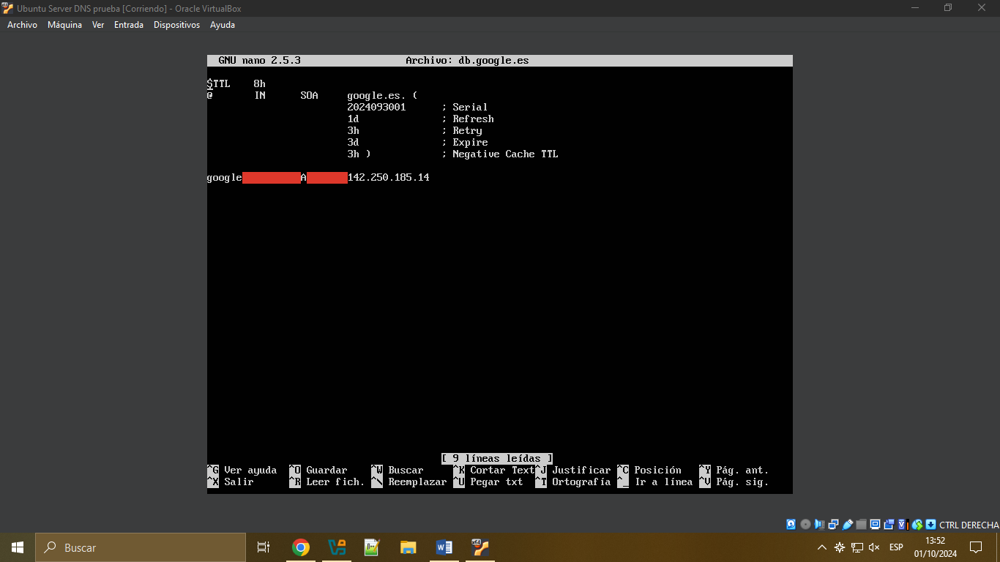 Ubuntu Server DNS prueba [Corriendo] - Oracle VirtualBox
Archivo Máquina Ver Entrada Dispositivos Ayuda
GNU nano 2.5.3 Archivo: db.google.es
$TTL 8h
@ IN SOA google.es. (
2024093001 ; Serial
1d ; Refresh
3h ; Retry
3d ; Expire
3h ) ; Negative Cache TTL
google A 142.250.185.14
[ 9 líneas leídas ]
^G Ver ayuda ^O Guardar ^W Buscar ^K Cortar Text ^J Justificar ^C Posición ^Y Pág. ant.
^X Salir ^R Leer fich. ^\ Reemplazar ^U Pegar txt ^T Ortografía ^_ Ir a línea ^V Pág. sig.
CTRL DERECHA
Buscar
ESP
13:52
01/10/2024